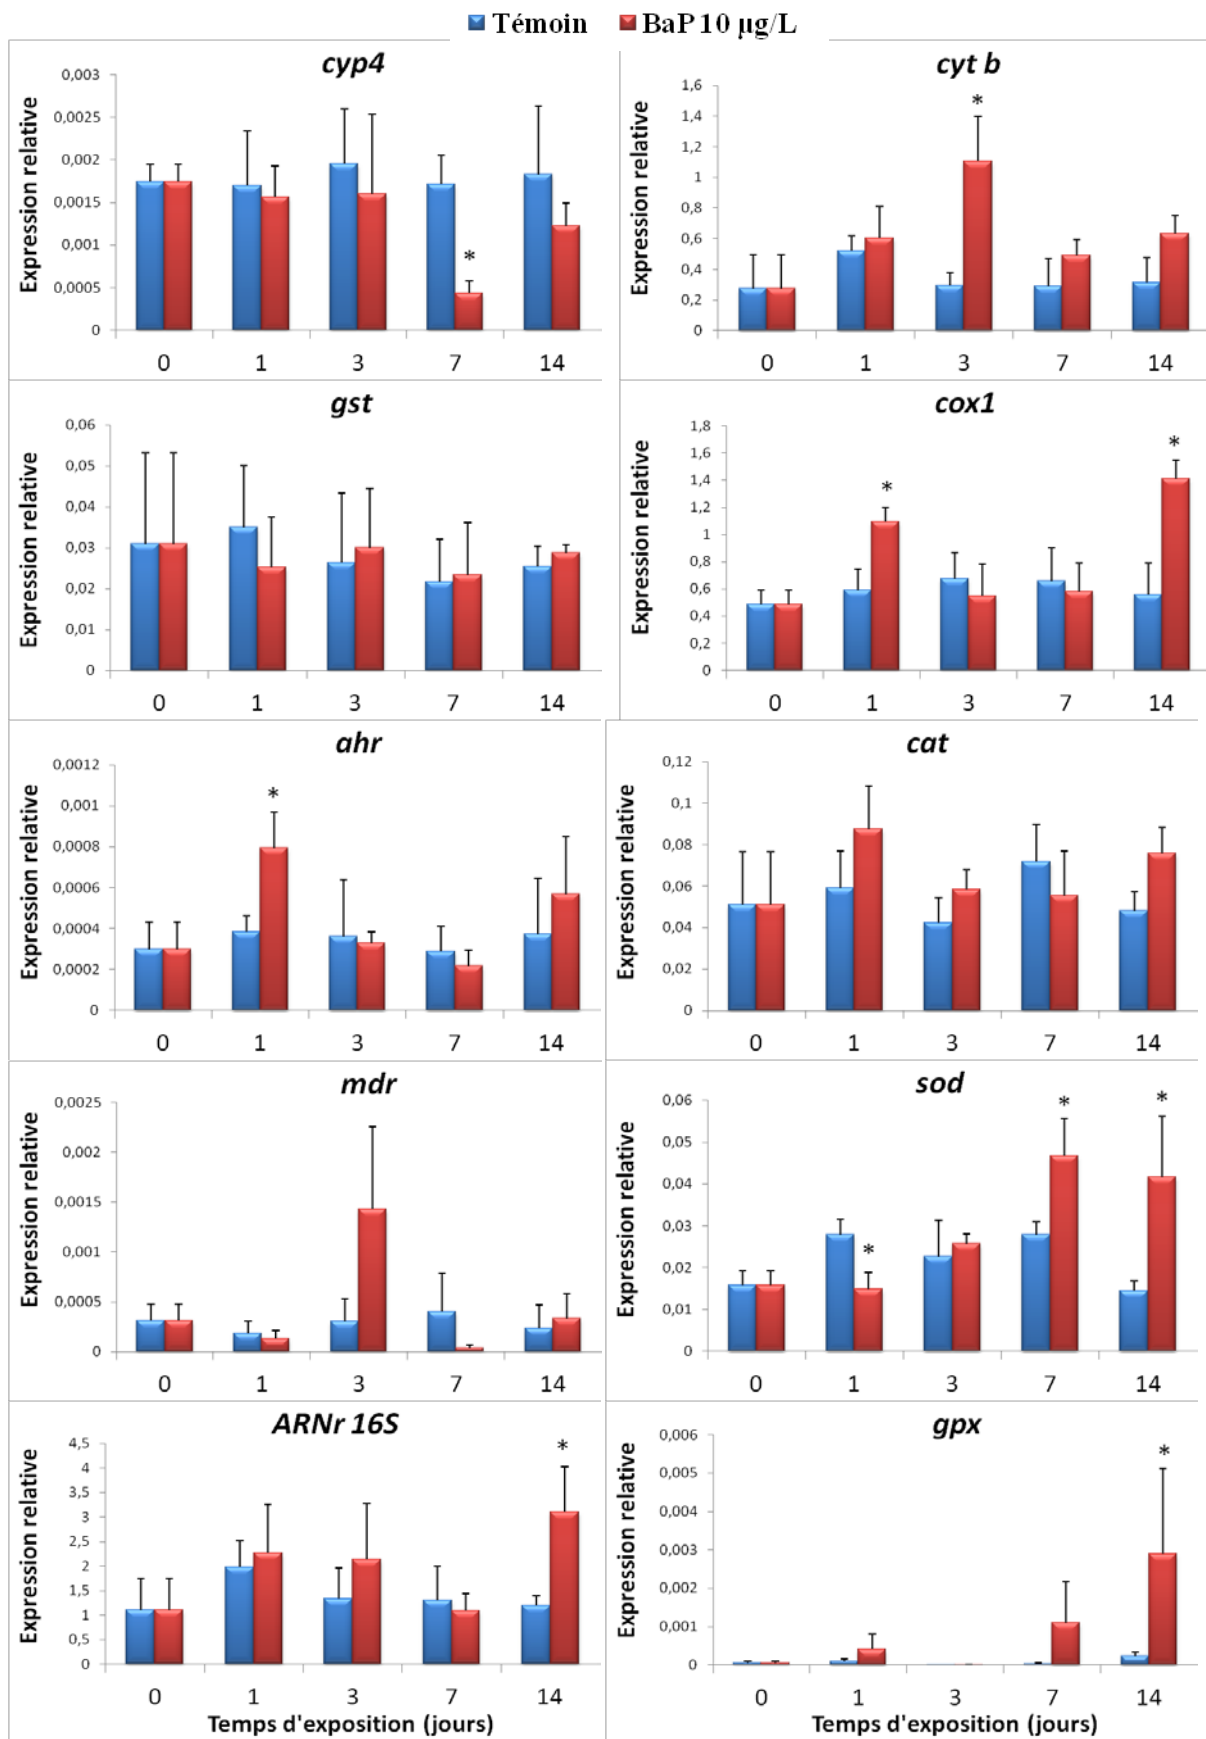 Témoin BaP 10 µg/L
cyp4
Expression relative
0,003
0,0025
0,002
0,0015
0,001
0,0005
0
*
0 1 3 7 14
cyt b
Expression relative
1,6
1,4
1,2
1
0,8
0,6
0,4
0,2
0
*
0 1 3 7 14
gst
Expression relative
0,06
0,05
0,04
0,03
0,02
0,01
0
0 1 3 7 14
cox1
Expression relative
1,8
1,6
1,4
1,2
1
0,8
0,6
0,4
0,2
0
* *
0 1 3 7 14
ahr
Expression relative
0,0012
0,001
0,0008
0,0006
0,0004
0,0002
0
*
0 1 3 7 14
cat
Expression relative
0,12
0,1
0,08
0,06
0,04
0,02
0
0 1 3 7 14
mdr
Expression relative
0,0025
0,002
0,0015
0,001
0,0005
0
0 1 3 7 14
sod
Expression relative
0,06
0,05
0,04
0,03
0,02
0,01
0
* * *
0 1 3 7 14
ARNr 16S
Expression relative
4,5
4
3
2,5
2
1,5
1
0,5
0
*
0 1 3 7 14
Temps d'exposition (jours)
gpx
Expression relative
0,006
0,005
0,004
0,003
0,002
0,001
0
*
0 1 3 7 14
Temps d'exposition (jours)